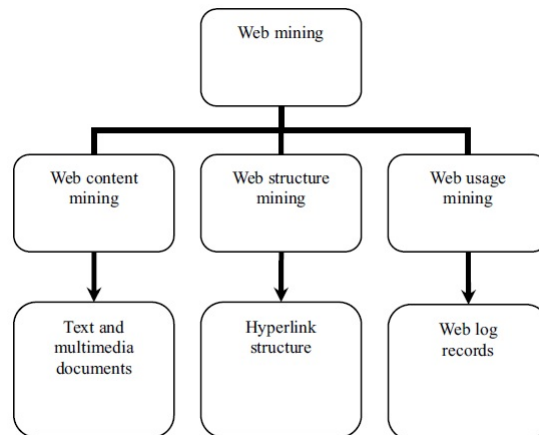 Web mining
Web content
mining
Web structure
mining
Web usage
mining
Text and
multimedia
documents
Hyperlink
structure
Web log
records